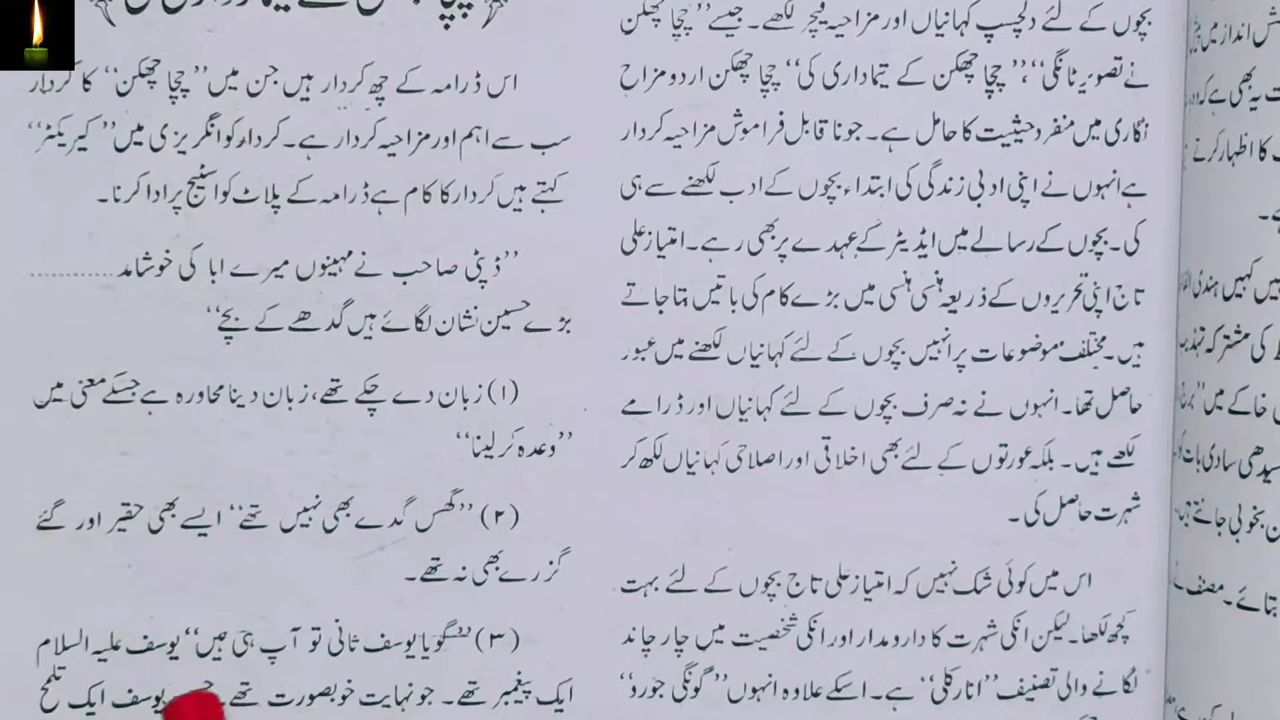 بچوں کے لئے دلچسپ کہانیاں اور مزاحیہ فیچر لکھے۔ جیسے ’’چچا چھکن
نے تصویر ٹانگی‘‘، ’’چچا چھکن کے تیماداری کی‘‘ چچا چھکن اردو مزاح
نگاری میں منفرد حیثیت کا حامل ہے۔ جو نا قابل فراموش مزاحیہ کردار
ہے انہوں نے اپنی ادبی زندگی کی ابتداء بچوں کے ادب لکھنے سے ہی
کی۔ بچوں کے رسالے میں ایڈیٹر کے عہدے پر بھی رہے۔ امتیاز علی
تاج اپنی تحریروں کے ذریعہ ہنسی ہنسی میں بڑے کام کی باتیں بتا جاتے
ہیں۔ مختلف موضوعات پر انہیں بچوں کے لئے کہانیاں لکھنے میں عبور
حاصل تھا۔ انہوں نے نہ صرف بچوں کے لئے کہانیاں اور ڈرامے
لکھے ہیں۔ بلکہ عورتوں کے لئے بھی اخلاقی اور اصلاحی کہانیاں لکھ کر
شہرت حاصل کی۔
اس میں کوئی شک نہیں کہ امتیاز علی تاج بچوں کے لئے بہت
کچھ لکھا۔ لیکن انکی شہرت کا دارومدار اور انکی شخصیت میں چار چاند
لگانے والی تصنیف ’’انارکلی‘‘ ہے۔ اسکے علاوہ انہوں ’’گونگی جورو‘‘
اس ڈرامہ کے چھ کردار ہیں جن میں ’’چچا چھکن‘‘ کا کردار
سب سے اہم اور مزاحیہ کردار ہے۔ کردار کو انگریزی میں ’’کیریکٹر‘‘
کہتے ہیں کردار کا کام ہے ڈرامہ کے پلاٹ کو اسٹیج پر ادا کرنا۔
’’ڈپٹی صاحب نے مہینوں میرے ابا کی خوشامد............
بڑے حسین نشان لگائے ہیں گدھے کے بچے‘‘
(۱) زبان دے چکے تھے، زبان دینا محاورہ ہے جسکے معنی میں
’’وعدہ کر لینا‘‘
(۲) ’’گھس گدے بھی نہیں تھے‘‘ ایسے بھی حقیر اور گئے
گزرے بھی نہ تھے۔
(۳) ’’گویا یوسف ثانی تو آپ ہی ہیں‘‘ یوسف علیہ السلام
ایک پیغمبر تھے۔ جو نہایت خوبصورت تھے۔ یوسف ایک تلمیح